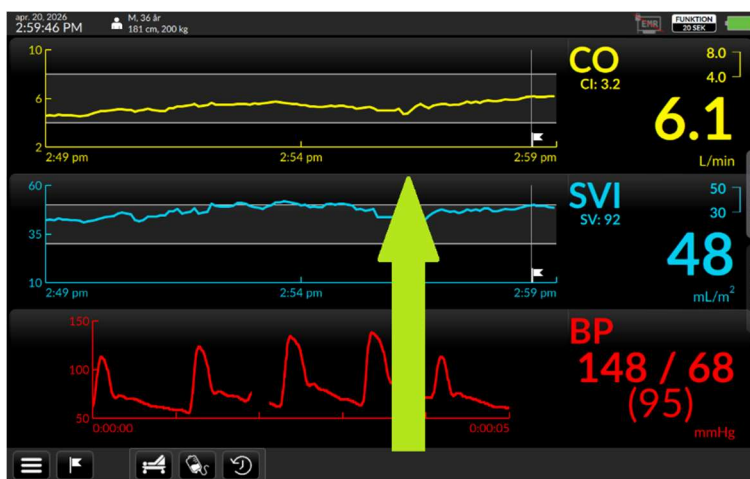 apr. 20, 2026
2:59:46 PM
M, 36 år
181 cm, 200 kg
EMR
FUNKTION
20 SEK
10
6
2
2:49 pm
2:54 pm
2:59 pm
CO
CI: 3.2
8.0
4.0
6.1
L/min
60
35
10
2:49 pm
2:54 pm
2:59 pm
SVI
SV: 92
50
30
48
mL/m²
150
100
50
0:00:00
0:00:05
BP
148 / 68
(95)
mmHg